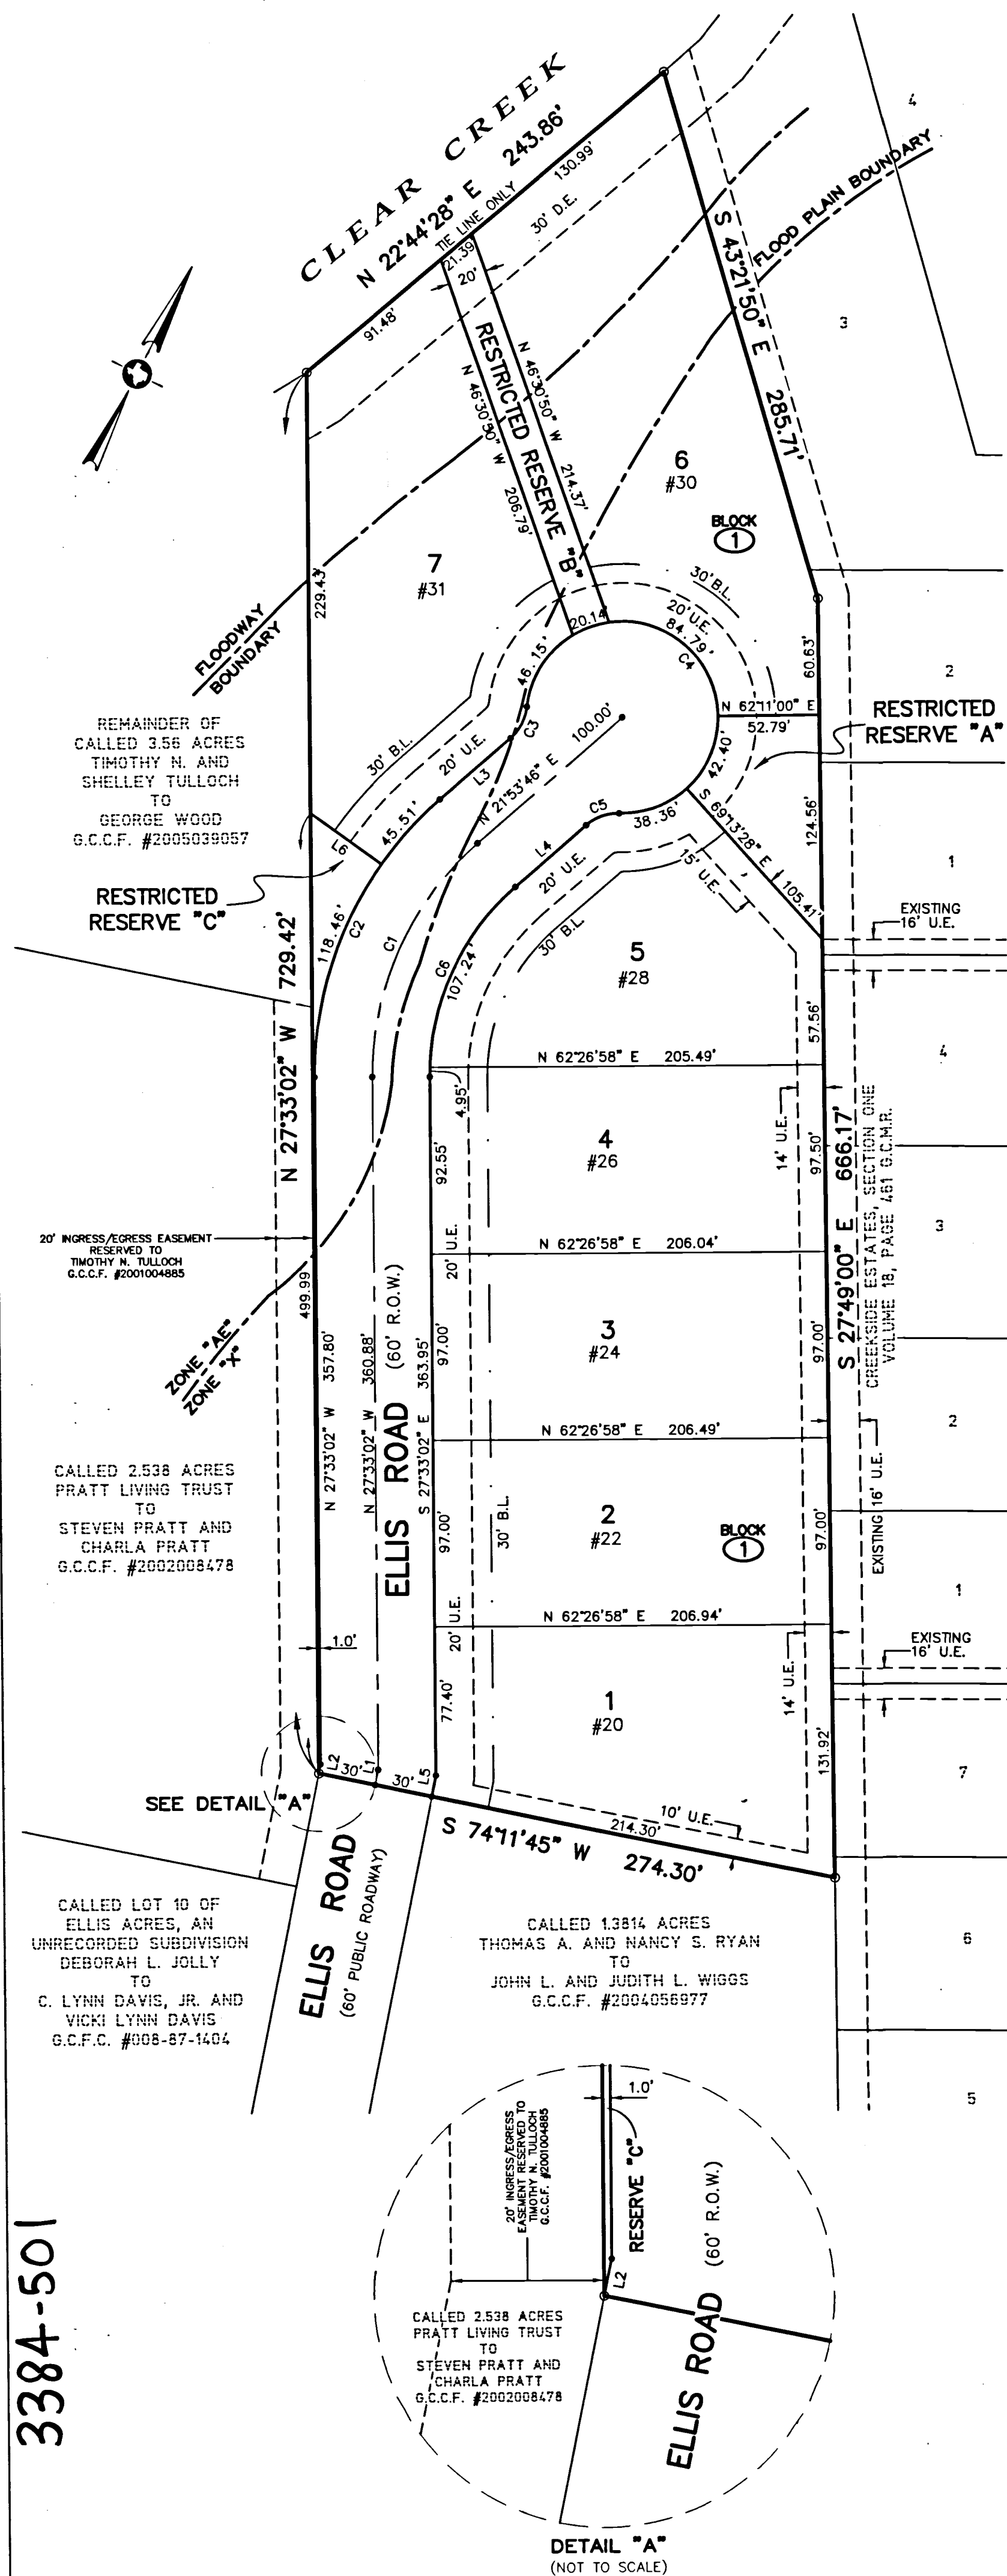 CLEAR CREEK
N 22°44'28" E 243.86'
TIE LINE ONLY
130.99'
21.39
20'
91.48'
30' D.E.
4
FLOOD PLAIN BOUNDARY
S 43°21'50" E 285.71'
3
RESTRICTED RESERVE "B"
N 46°30'50" W 214.37'
N 46°30'50" W 206.79'
6
#30
BLOCK
1
7
#31
229.43'
FLOODWAY
BOUNDARY
30' B.L.
20' U.E.
84.79'
C4
20.14'
46.15'
C3
60.63'
2
N 62°11'00" E
52.79'
RESTRICTED
RESERVE "A"
REMAINDER OF
CALLED 3.56 ACRES
TIMOTHY N. AND
SHELLEY TULLOCH
TO
GEORGE WOOD
G.C.C.F. #2005039057
30' B.L.
20' U.E.
L3
45.51'
N 21°53'46" E 100.00'
42.40'
C5
38.36'
S 69°13'28" E 105.41'
124.56'
L4
20' U.E.
15' U.E.
30' B.L.
1
L6
RESTRICTED
RESERVE "C"
118.46'
C2
C1
C6
107.24'
EXISTING
16' U.E.
5
#28
57.56'
N 27°33'02" W 729.42'
N 62°26'58" E 205.49'
4
4.95'
4
#26
92.55'
14' U.E.
97.50'
S 27°49'00" E 666.17'
CREEKSIDE ESTATES, SECTION ONE
VOLUME 18, PAGE 461 G.C.M.R.
20' INGRESS/EGRESS EASEMENT
RESERVED TO
TIMOTHY N. TULLOCH
G.C.C.F. #2001004885
20' U.E.
N 62°26'58" E 206.04'
3
499.99
ZONE "AE"
ZONE "X"
N 27°33'02" W 357.80'
N 27°33'02" W 360.88'
ELLIS ROAD (60' R.O.W.)
S 27°33'02" E 363.95'
97.00'
3
#24
97.00'
N 62°26'58" E 206.49'
2
CALLED 2.538 ACRES
PRATT LIVING TRUST
TO
STEVEN PRATT AND
CHARLA PRATT
G.C.C.F. #2002008478
97.00'
30' B.L.
2
#22
BLOCK
1
97.00'
EXISTING 16' U.E.
1
N 62°26'58" E 206.94'
20' U.E.
1.0'
EXISTING
16' U.E.
14' U.E.
77.40'
1
#20
131.92'
7
L2
30'
L1
30'
L5
SEE DETAIL "A"
10' U.E.
214.30'
S 74°11'45" W 274.30'
ELLIS ROAD
(60' PUBLIC ROADWAY)
CALLED LOT 10 OF
ELLIS ACRES, AN
UNRECORDED SUBDIVISION
DEBORAH L. JOLLY
TO
C. LYNN DAVIS, JR. AND
VICKI LYNN DAVIS
G.C.F.C. #008-87-1404
CALLED 1.3814 ACRES
THOMAS A. AND NANCY S. RYAN
TO
JOHN L. AND JUDITH L. WIGGS
G.C.C.F. #2004056977
6
5
20' INGRESS/EGRESS
EASEMENT RESERVED TO
TIMOTHY N. TULLOCH
G.C.C.F. #2001004885
1.0'
RESERVE "C"
(60' R.O.W.)
L2
CALLED 2.538 ACRES
PRATT LIVING TRUST
TO
STEVEN PRATT AND
CHARLA PRATT
G.C.C.F. #2002008478
ELLIS ROAD
3384-501
DETAIL "A"
(NOT TO SCALE)